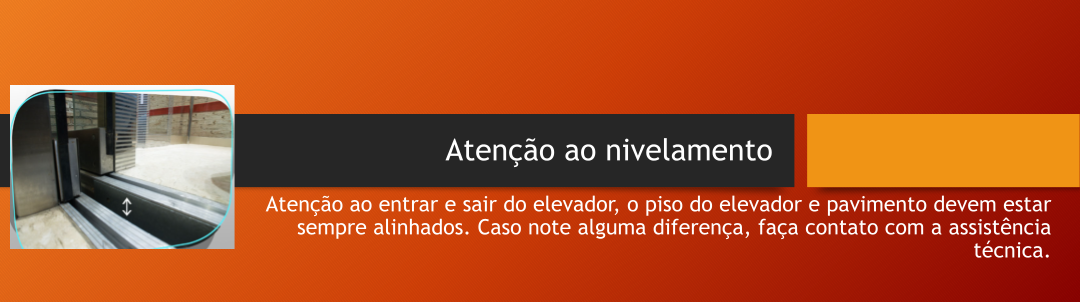 Atenção ao nivelamento
Atenção ao entrar e sair do elevador, o piso do elevador e pavimento devem estar
sempre alinhados. Caso note alguma diferença, faça contato com a assistência
técnica.